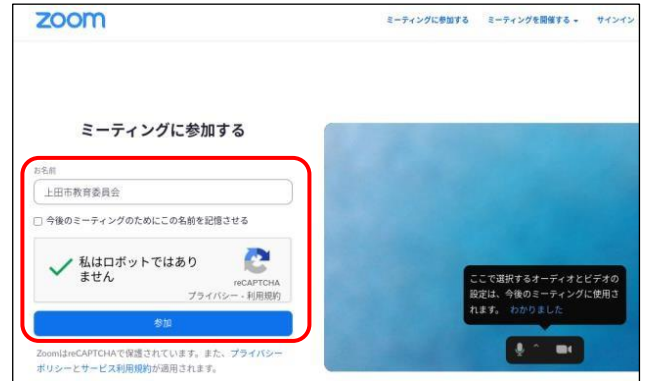 zoom
ミーティングに参加する ミーティングを開催する サインイン
ミーティングに参加する
お名前
上田市教育委員会
今後のミーティングのためにこの名前を記憶させる
私はロボットではあり
ません
reCAPTCHA
プライバシー - 利用規約
参加
ZoomはreCAPTCHAで保護されています。また、プライバシー
ポリシーとサービス利用規約が適用されます。
ここで選択するオーディオとビデオの
設定は、今後のミーティングに使用さ
れます。 わかりました